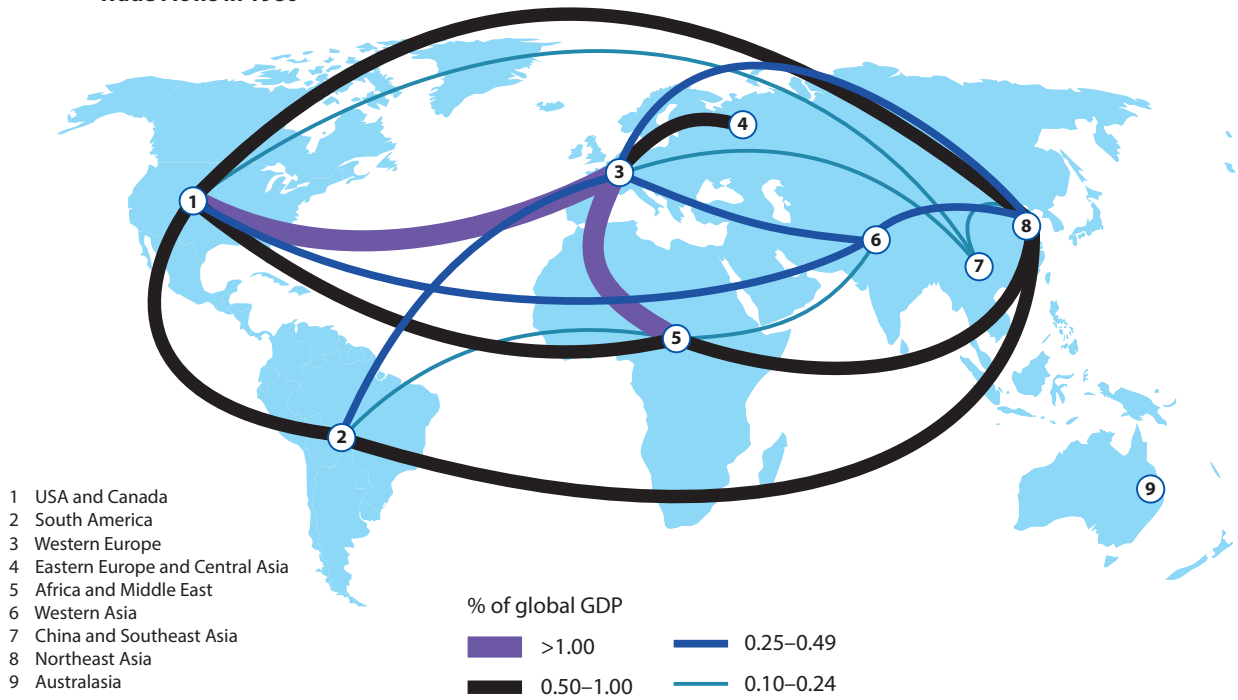 1
2
3
4
5
6
7
8
9
1 USA and Canada
2 South America
3 Western Europe
4 Eastern Europe and Central Asia
5 Africa and Middle East
6 Western Asia
7 China and Southeast Asia
8 Northeast Asia
9 Australasia
% of global GDP
>1.00
0.25–0.49
0.50–1.00
0.10–0.24